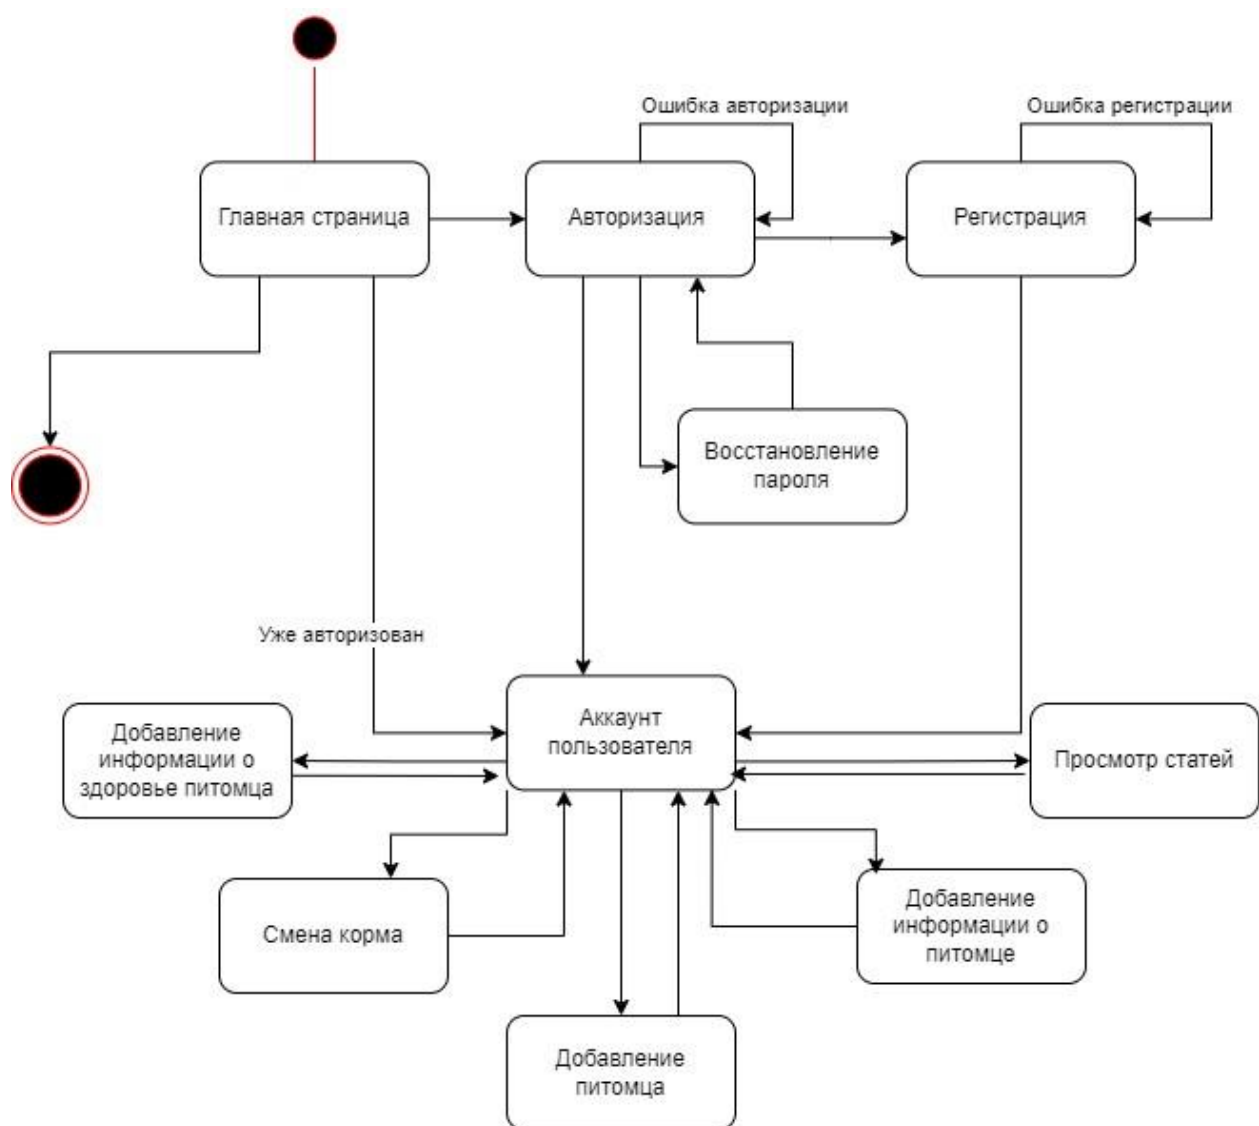 Ошибка авторизации
Ошибка регистрации
Главная страница
Авторизация
Регистрация
Восстановление
пароля
Уже авторизован
Аккаунт
пользователя
Добавление
информации о
здоровье питомца
Просмотр статей
Смена корма
Добавление
информации о
питомце
Добавление
питомца